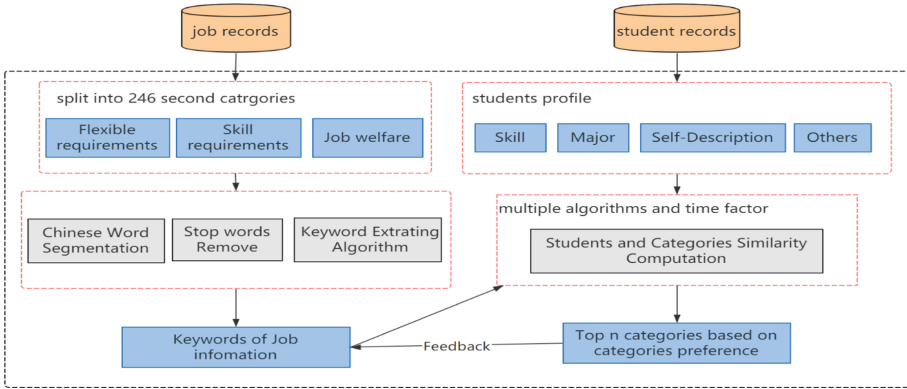 job records
student records
split into 246 second catrgories
Flexible
requirements
Skill
requirements
Job welfare
students profile
Skill
Major
Self-Description
Others
Chinese Word
Segmentation
Stop words
Remove
Keyword Extrating
Algorithm
multiple algorithms and time factor
Students and Categories Similarity
Computation
Keywords of Job
infomation
Feedback
Top n categories based on
categories preference